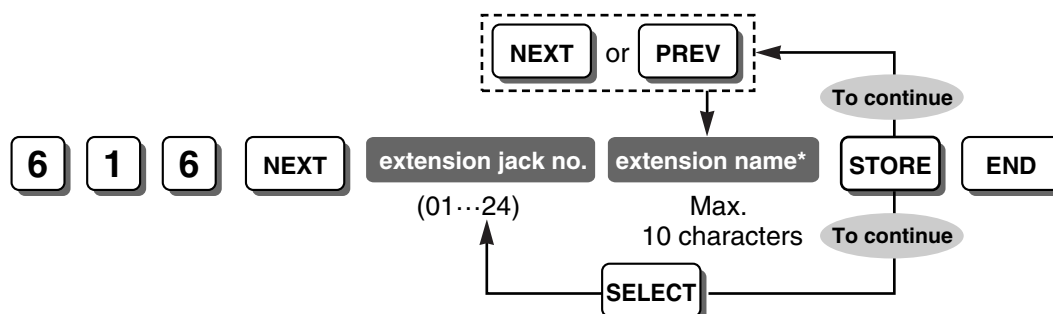 NEXT or PREV
To continue
6 1 6 NEXT extension jack no. extension name* STORE END
(01···24) Max.
10 characters To continue
SELECT